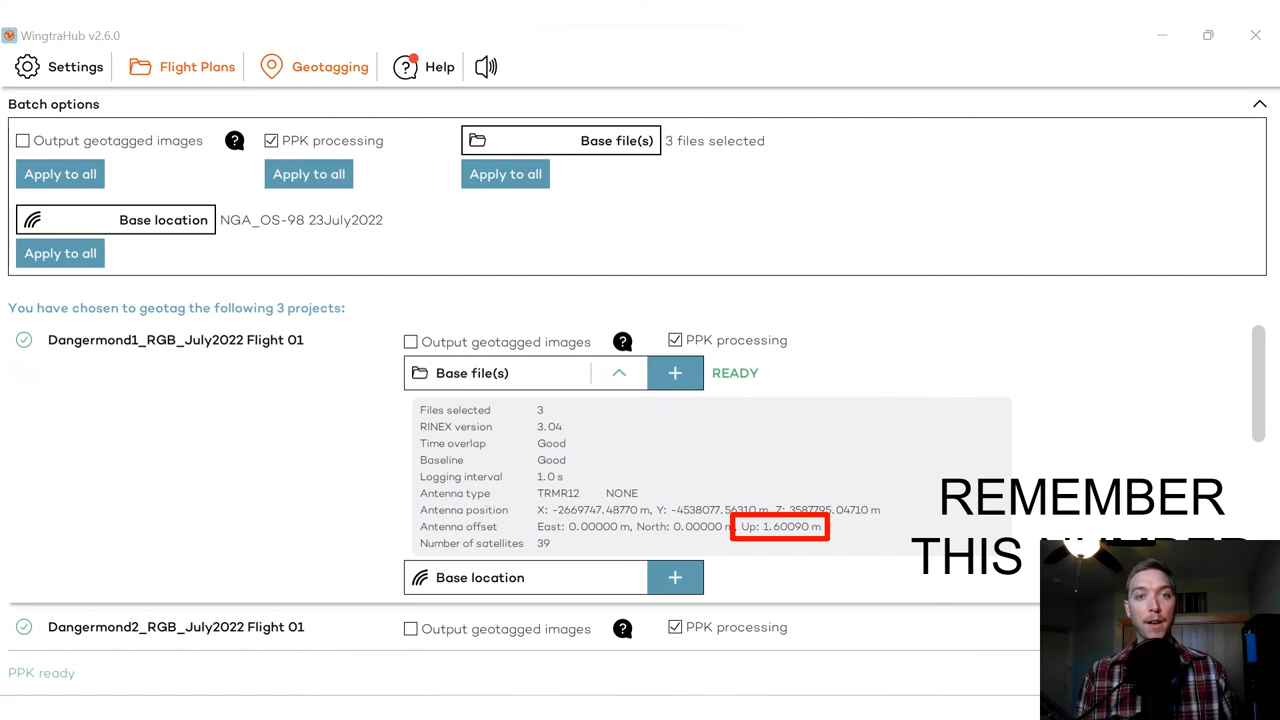 WingtraHub v2.6.0
Settings Flight Plans Geotagging ? Help
Batch options
Output geotagged images ? PPK processing Base file(s) 3 files selected
Apply to all Apply to all Apply to all
Base location NGA_OS-98 23July2022
Apply to all
You have chosen to geotag the following 3 projects:
Dangermond1_RGB_July2022 Flight 01 Output geotagged images ? PPK processing
Base file(s) + READY
Files selected 3
RINEX version 3.04
Time overlap Good
Baseline Good
Logging interval 1.0 s
Antenna type TRMR12 NONE
Antenna position X: -2669747.48770 m, Y: -4538077.56310 m, Z: 3587795.04710 m
Antenna offset East: 0.00000 m, North: 0.00000 m, Up: 1.60090 m
Number of satellites 39
REMEMBER
THIS
Base location +
Dangermond2_RGB_July2022 Flight 01 Output geotagged images ? PPK processing
PPK ready